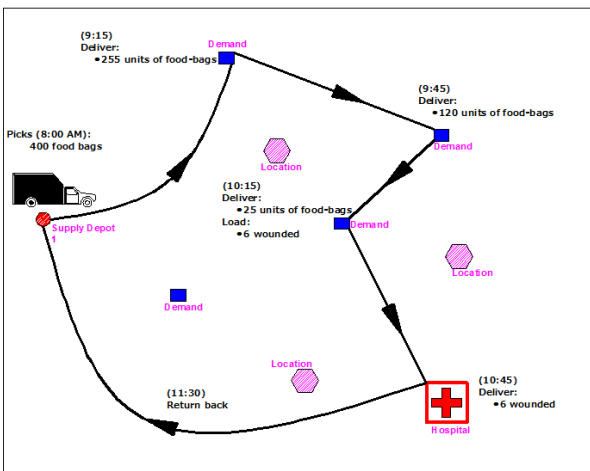 (9:15)
Deliver:
•255 units of food-bags
Demand
(9:45)
Deliver:
•120 units of food-bags
Demand
Picks (8:00 AM):
400 food bags
Location
(10:15)
Deliver:
•25 units of food-bags
Load:
•6 wounded
Demand
Supply Depot
1
Location
Demand
Location
(11:30)
Return back
(10:45)
Deliver:
•6 wounded
Hospital